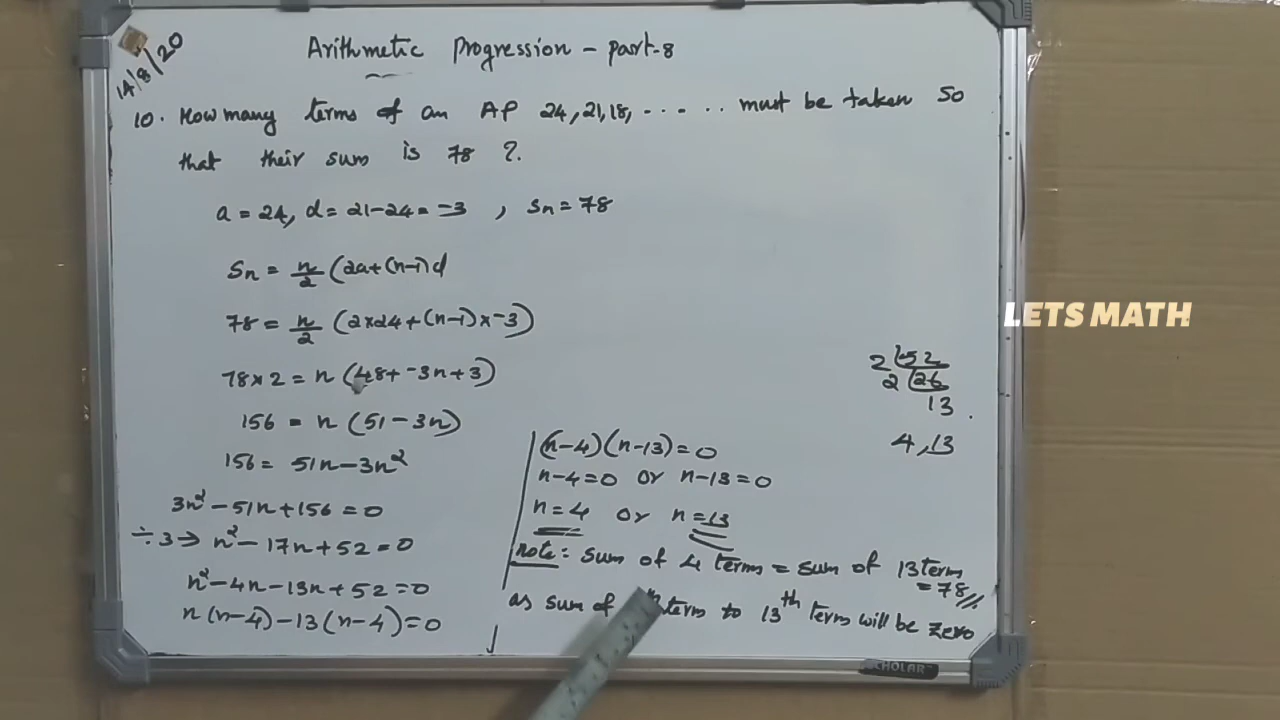 14/8/20
Arithmetic Progression - part-8
10. How many terms of an AP 24, 21, 18, - - - - . . must be taken so
that their sum is 78 ?.
a = 24, d = 21-24 = -3 , Sn = 78
Sn = n/2 (2a+(n-1)d
78 = n/2 (2×24+(n-1)×-3)
78×2 = n (48+-3n+3)
156 = n (51-3n)
156 = 51n-3n²
3n²-51n+156=0
÷3⇒ n²-17n+52=0
n²-4n-13n+52=0
n(n-4)-13(n-4)=0
(n-4)(n-13)=0
n-4=0 or n-13=0
n=4 or n=13
note: sum of 4 terms = sum of 13 term
= 78//
as sum of th term to 13th term will be zero
2 52
2 26
13 .
4,13
LETS MATH
SCHOLAR